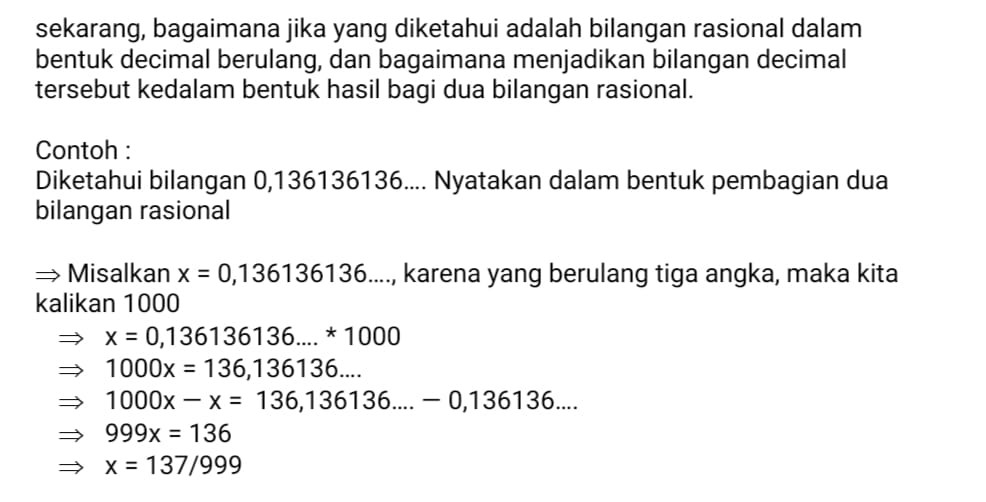 sekarang, bagaimana jika yang diketahui adalah bilangan rasional dalam
bentuk decimal berulang, dan bagaimana menjadikan bilangan decimal
tersebut kedalam bentuk hasil bagi dua bilangan rasional.
Contoh :
Diketahui bilangan 0,136136136.... Nyatakan dalam bentuk pembagian dua
bilangan rasional
⇒ Misalkan x = 0,136136136...., karena yang berulang tiga angka, maka kita
kalikan 1000
⇒ x = 0,136136136.... * 1000
⇒ 1000x = 136,136136....
⇒ 1000x — x = 136,136136.... — 0,136136....
⇒ 999x = 136
⇒ x = 137/999